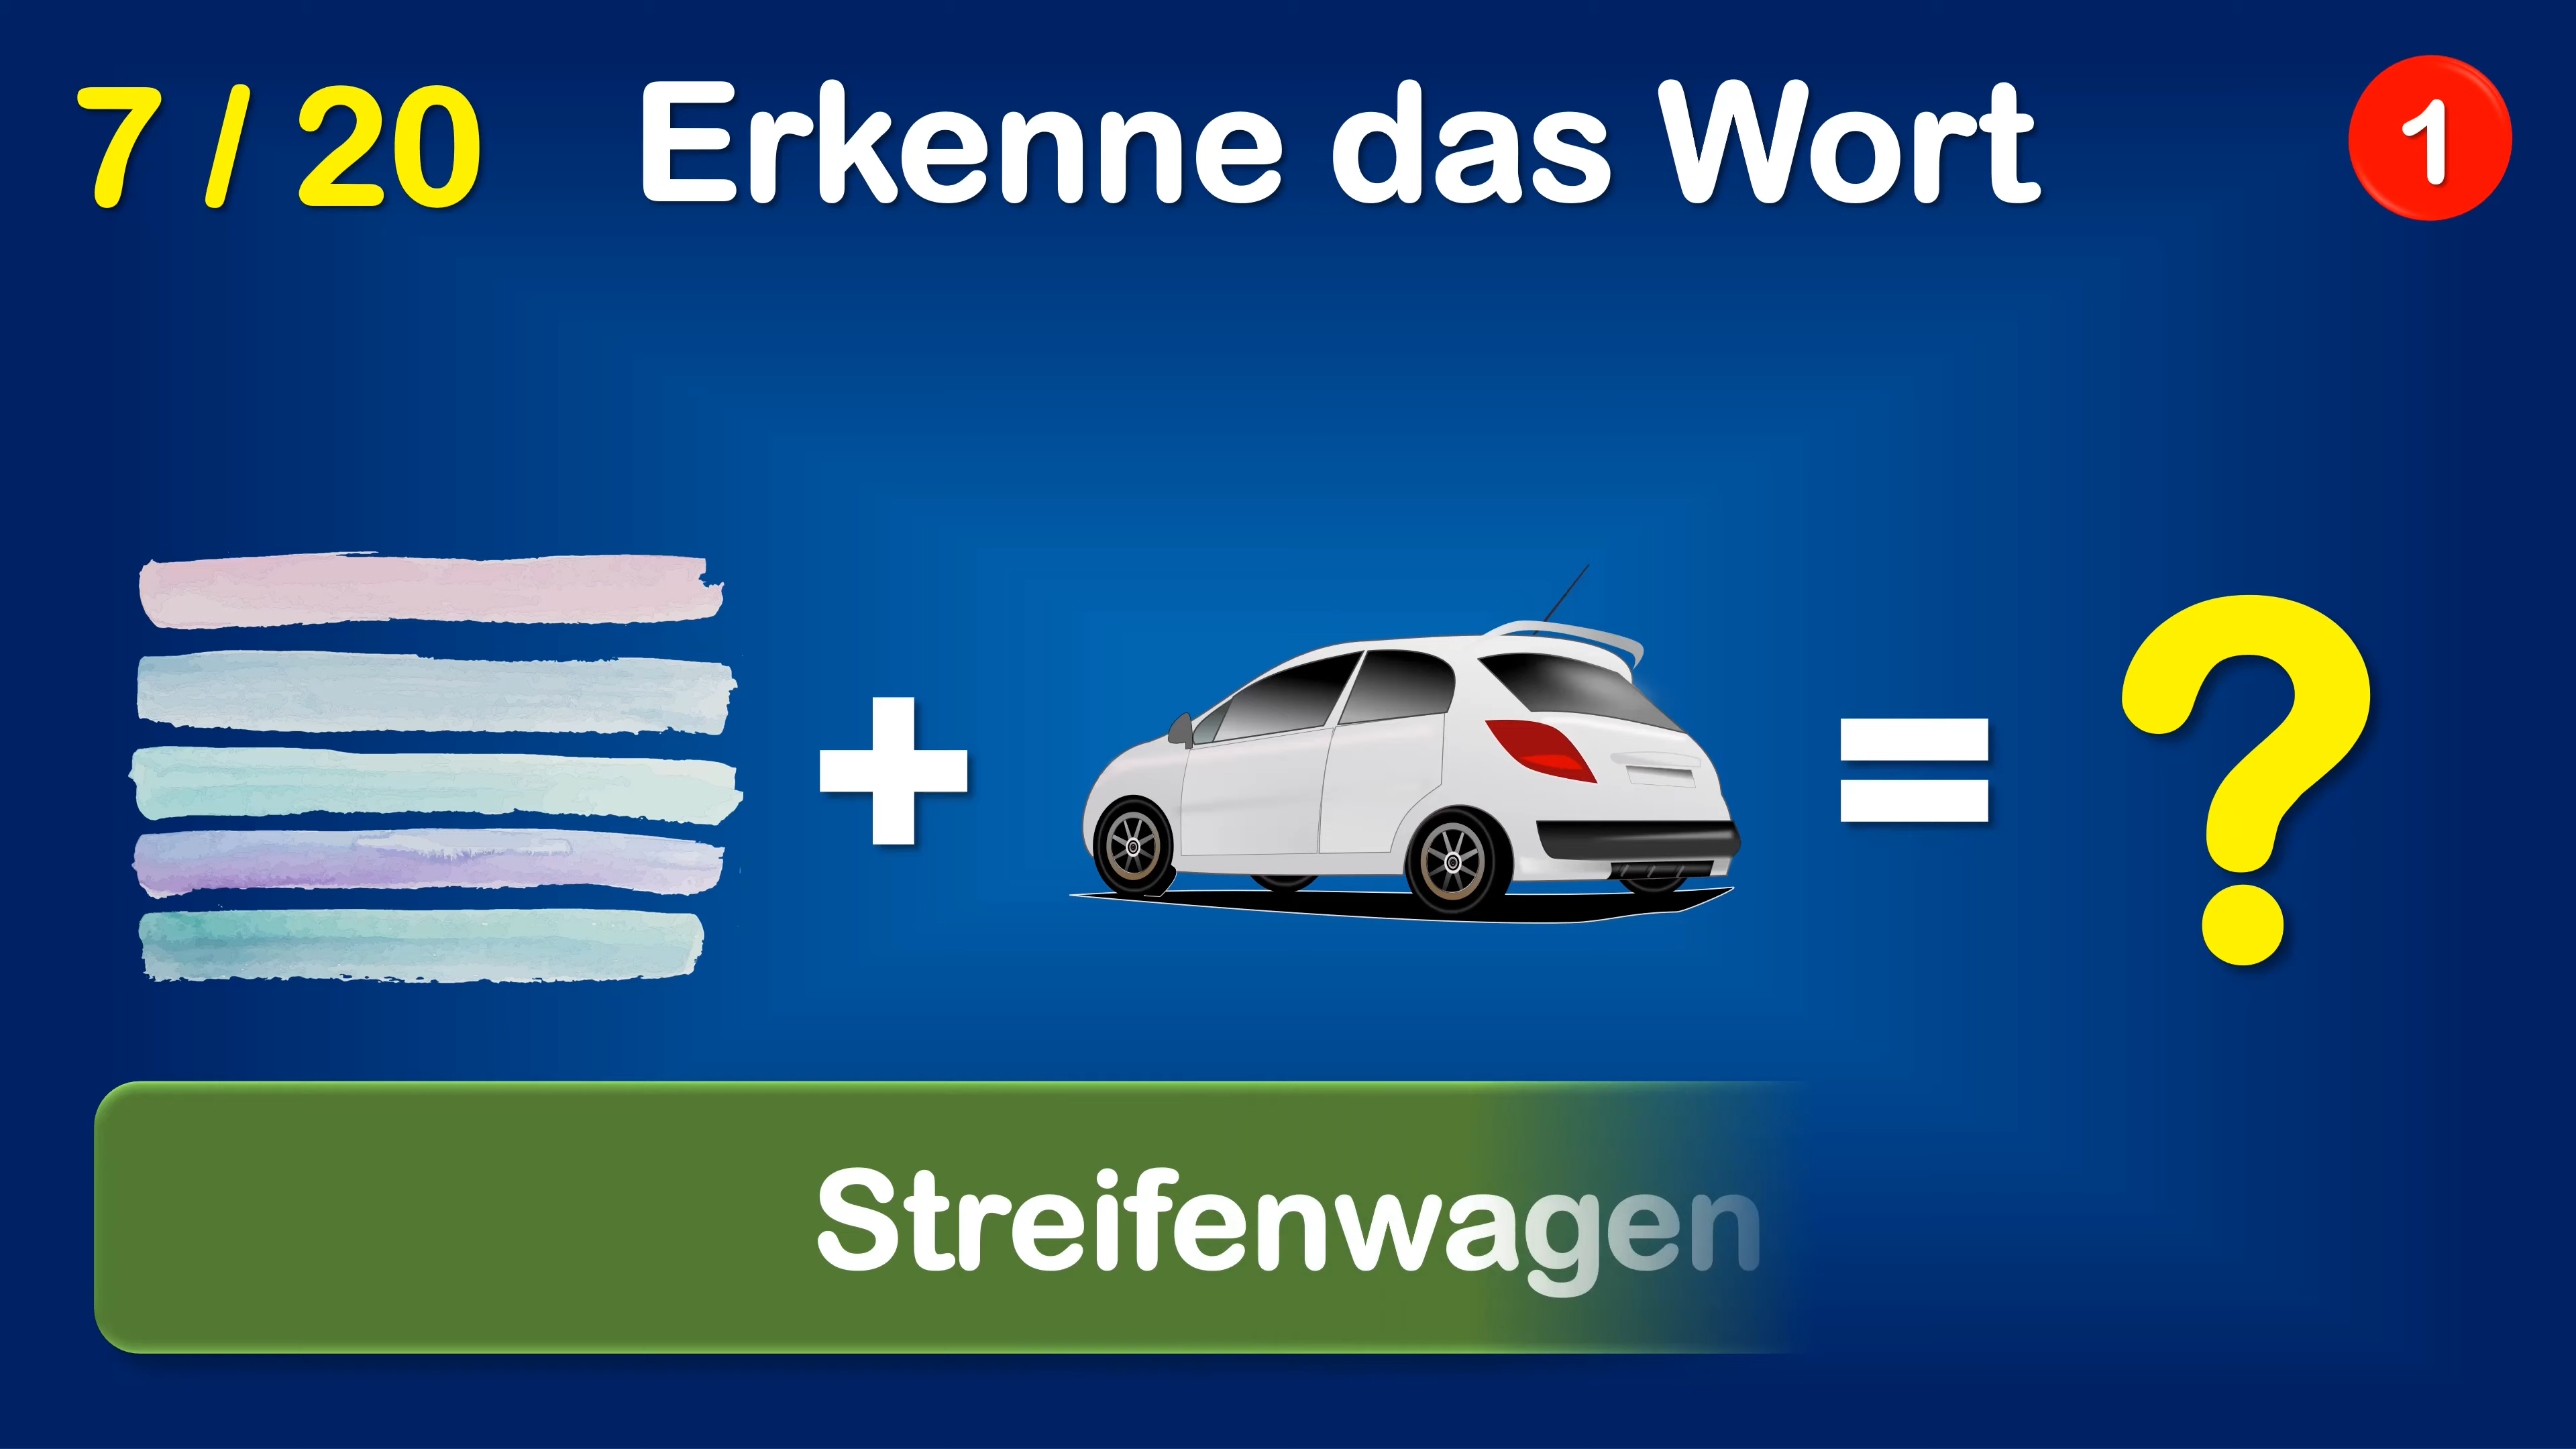 7 / 20 Erkenne das Wort 1
+ = ?
Streifenwagen